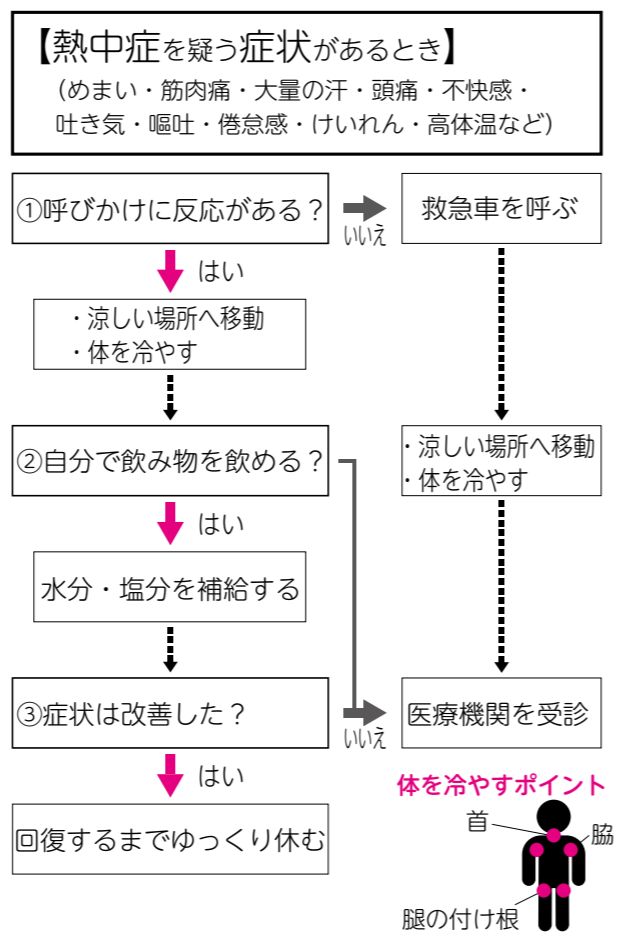 【熱中症を疑う症状があるとき】
（めまい・筋肉痛・大量の汗・頭痛・不快感・
吐き気・嘔吐・倦怠感・けいれん・高体温など）
①呼びかけに反応がある？
いいえ
救急車を呼ぶ
はい
・涼しい場所へ移動
・体を冷やす
②自分で飲み物を飲める？
・涼しい場所へ移動
・体を冷やす
はい
水分・塩分を補給する
③症状は改善した？
いいえ
医療機関を受診
はい
回復するまでゆっくり休む
体を冷やすポイント
首
脇
腿の付け根